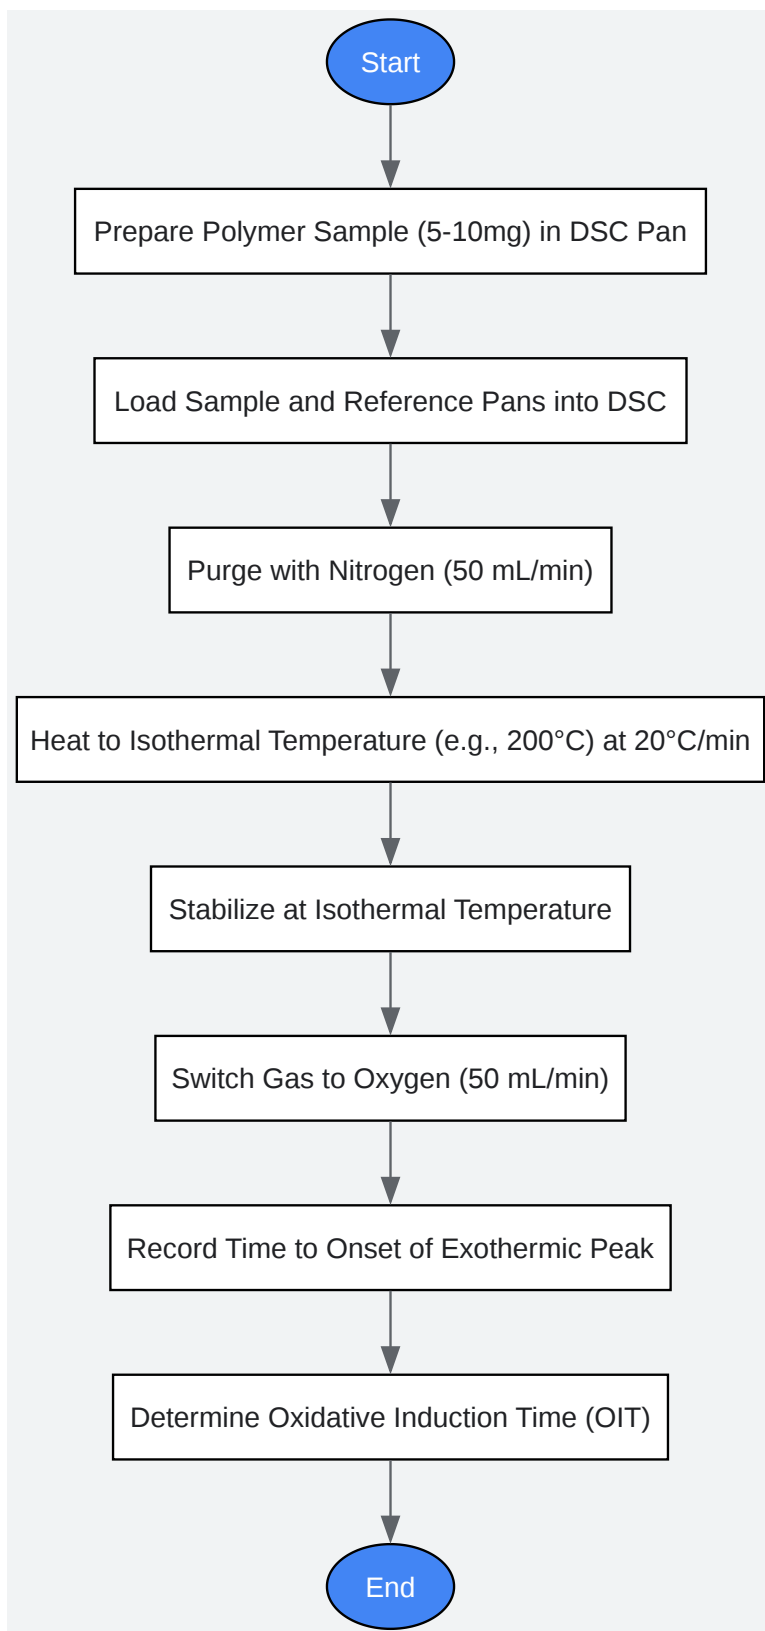 Start
Prepare Polymer Sample (5-10mg) in DSC Pan
Load Sample and Reference Pans into DSC
Purge with Nitrogen (50 mL/min)
Heat to Isothermal Temperature (e.g., 200°C) at 20°C/min
Stabilize at Isothermal Temperature
Switch Gas to Oxygen (50 mL/min)
Record Time to Onset of Exothermic Peak
Determine Oxidative Induction Time (OIT)
End